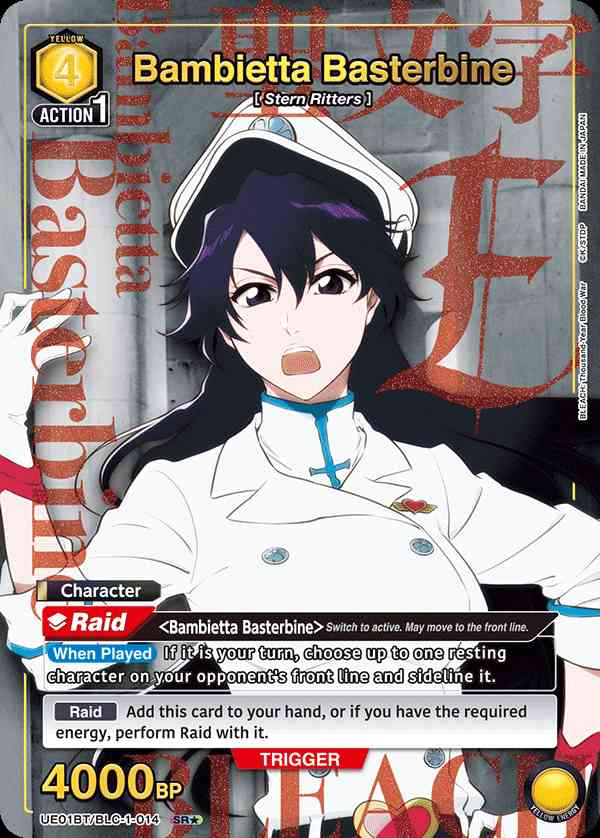 YELLOW
4
ACTION 1
Bambietta Basterbine
[ Stern Ritters ]
聖文字
E
Bambietta
Basterbine
BLEACH: Thousand-Year Blood War ©K/STDP BANDAI MADE IN JAPAN
Character
Raid
<Bambietta Basterbine> Switch to active. May move to the front line.
When Played If it is your turn, choose up to one resting
character on your opponent's front line and sideline it.
Raid Add this card to your hand, or if you have the required
energy, perform Raid with it.
TRIGGER
4000 BP
BLEACH
UE01BT/BLC-1-014 SR★
YELLOW ENERGY